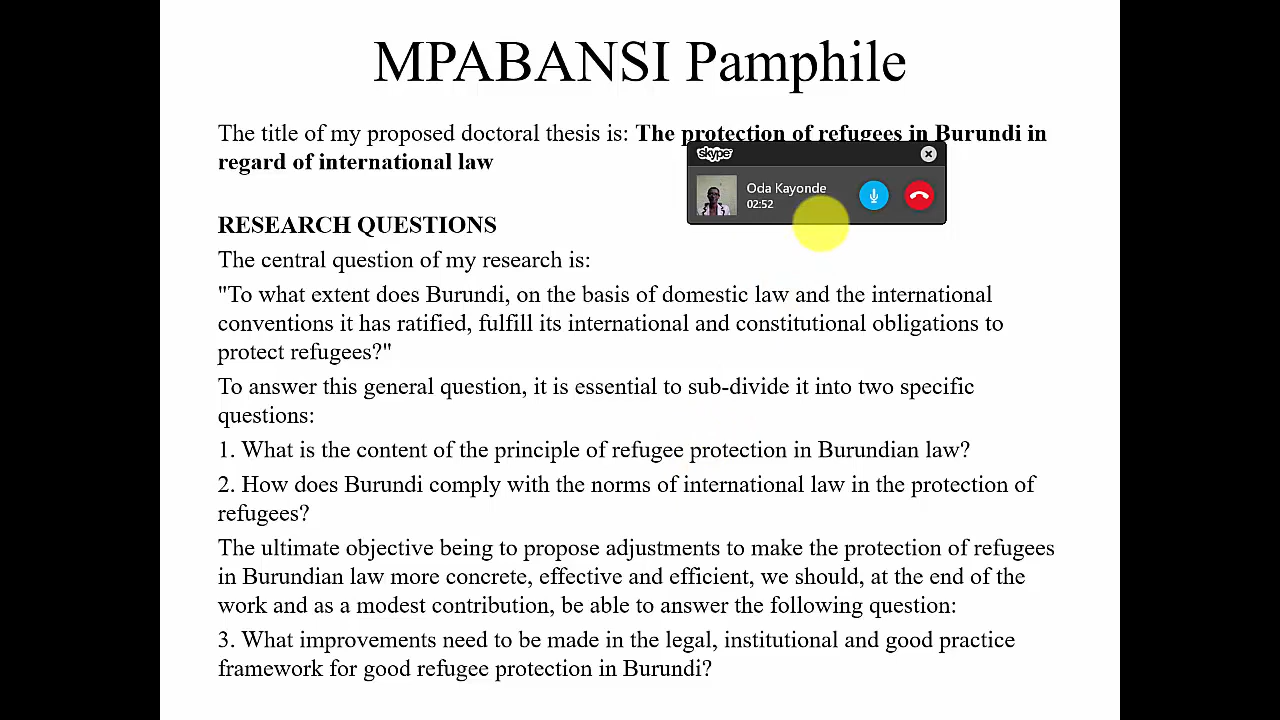 MPABANSI Pamphile
The title of my proposed doctoral thesis is: The protection of refugees in Burundi in
regard of international law
skype
Oda Kayonde
02:52
RESEARCH QUESTIONS
The central question of my research is:
"To what extent does Burundi, on the basis of domestic law and the international
conventions it has ratified, fulfill its international and constitutional obligations to
protect refugees?"
To answer this general question, it is essential to sub-divide it into two specific
questions:
1. What is the content of the principle of refugee protection in Burundian law?
2. How does Burundi comply with the norms of international law in the protection of
refugees?
The ultimate objective being to propose adjustments to make the protection of refugees
in Burundian law more concrete, effective and efficient, we should, at the end of the
work and as a modest contribution, be able to answer the following question:
3. What improvements need to be made in the legal, institutional and good practice
framework for good refugee protection in Burundi?